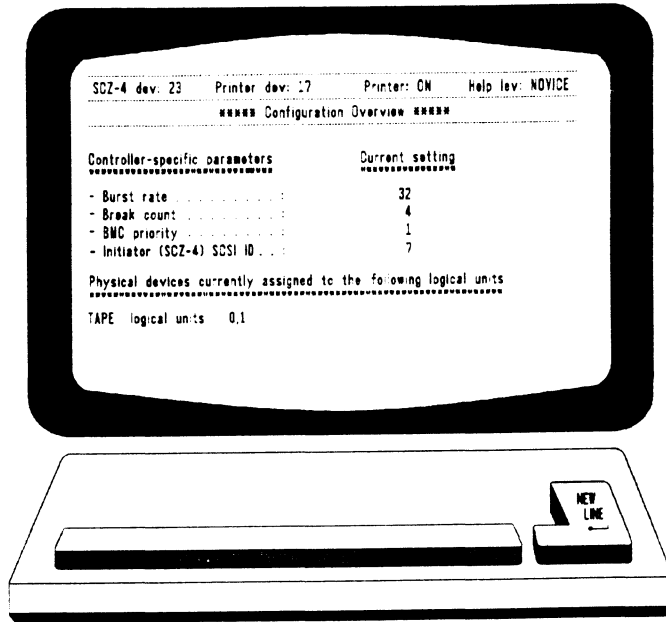 SCZ-4 dev: 23 Printer dev: 17 Printer: ON Help lev: NOVICE
***** Configuration Overview *****
Controller-specific parameters Current setting
- Burst rate . . . . . . . . . : 32
- Break count . . . . . . . . : 4
- BMC priority . . . . . . . . : 1
- Initiator (SCZ-4) SCSI ID . . : 7
Physical devices currently assigned to the following logical units
TAPE logical units 0,1
NEW
LINE